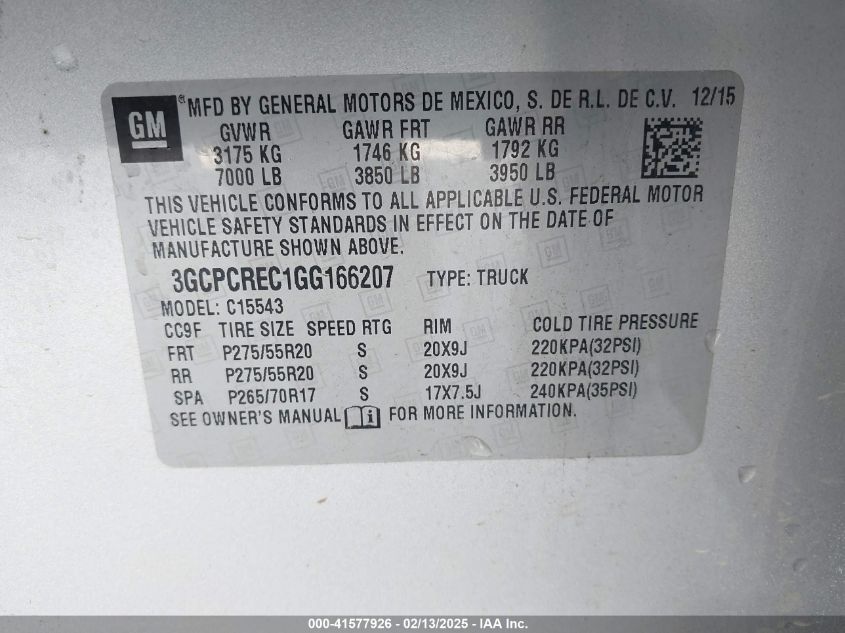 GM ® MFD BY GENERAL MOTORS DE MEXICO, S. DE R.L. DE C.V. 12/15
GVWR GAWR FRT GAWR RR
3175 KG 1746 KG 1792 KG
7000 LB 3850 LB 3950 LB
THIS VEHICLE CONFORMS TO ALL APPLICABLE U.S. FEDERAL MOTOR
VEHICLE SAFETY STANDARDS IN EFFECT ON THE DATE OF
MANUFACTURE SHOWN ABOVE.
3GCPCREC1GG166207 TYPE: TRUCK
MODEL: C15543
CC9F TIRE SIZE SPEED RTG RIM COLD TIRE PRESSURE
FRT P275/55R20 S 20X9J 220KPA(32PSI)
RR P275/55R20 S 20X9J 220KPA(32PSI)
SPA P265/70R17 S 17X7.5J 240KPA(35PSI)
SEE OWNER'S MANUAL i FOR MORE INFORMATION.
000-41577926 - 02/13/2025 - IAA Inc.